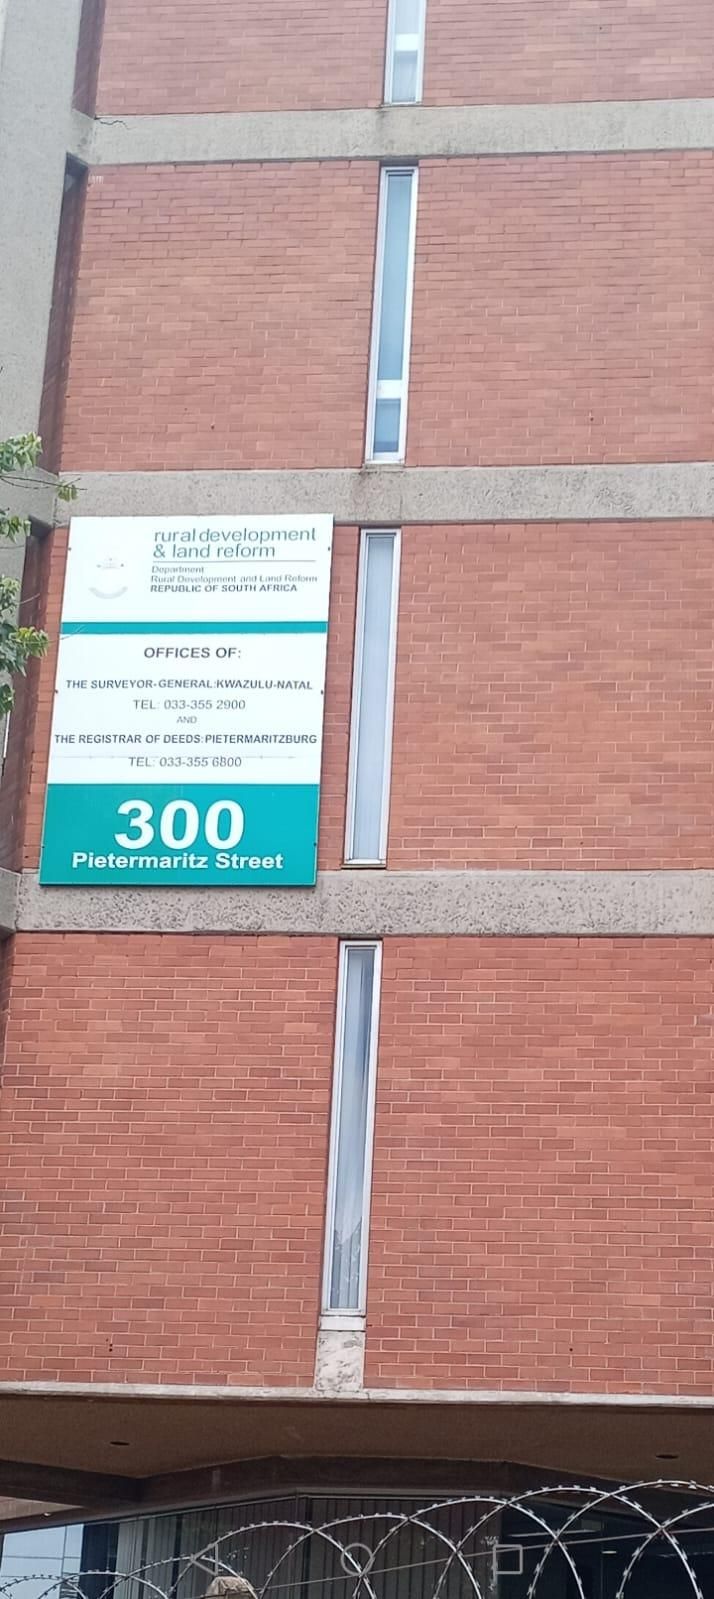 rural development
& land reform
Department
Rural Development and Land Reform
REPUBLIC OF SOUTH AFRICA
OFFICES OF:
THE SURVEYOR-GENERAL:KWAZULU-NATAL
TEL: 033-355 2900
AND
THE REGISTRAR OF DEEDS:PIETERMARITZBURG
TEL: 033-355 6800
300
Pietermaritz Street